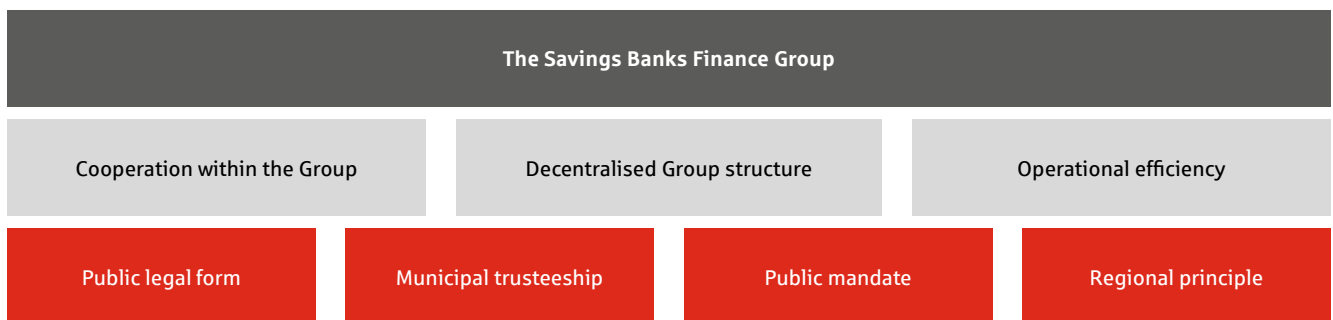 The Savings Banks Finance Group
Cooperation within the Group
Decentralised Group structure
Operational efficiency
Public legal form
Municipal trusteeship
Public mandate
Regional principle